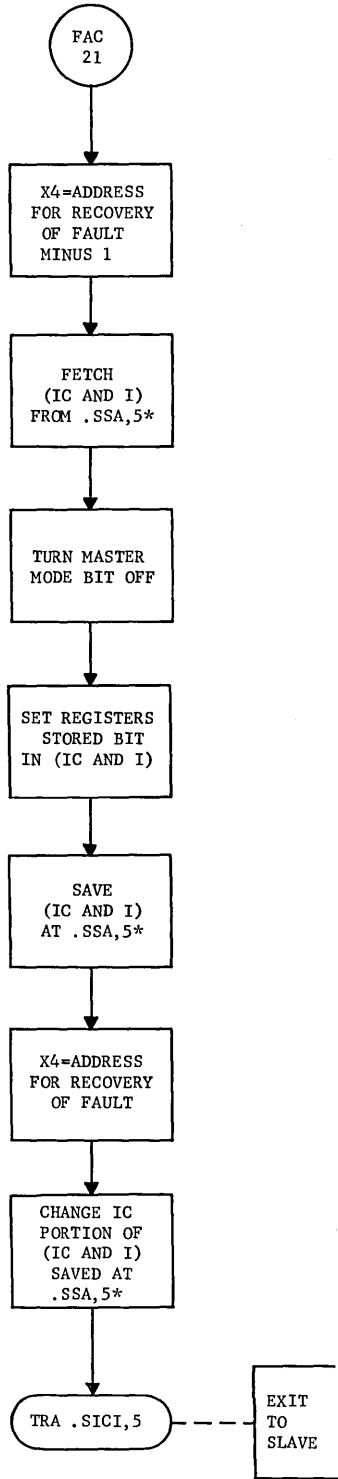 FAC
21
X4=ADDRESS
FOR RECOVERY
OF FAULT
MINUS 1
FETCH
(IC AND I)
FROM .SSA,5*
TURN MASTER
MODE BIT OFF
SET REGISTERS
STORED BIT
IN (IC AND I)
SAVE
(IC AND I)
AT .SSA,5*
X4=ADDRESS
FOR RECOVERY
OF FAULT
CHANGE IC
PORTION OF
(IC AND I)
SAVED AT
.SSA,5*
TRA .SICI,5
EXIT
TO
SLAVE